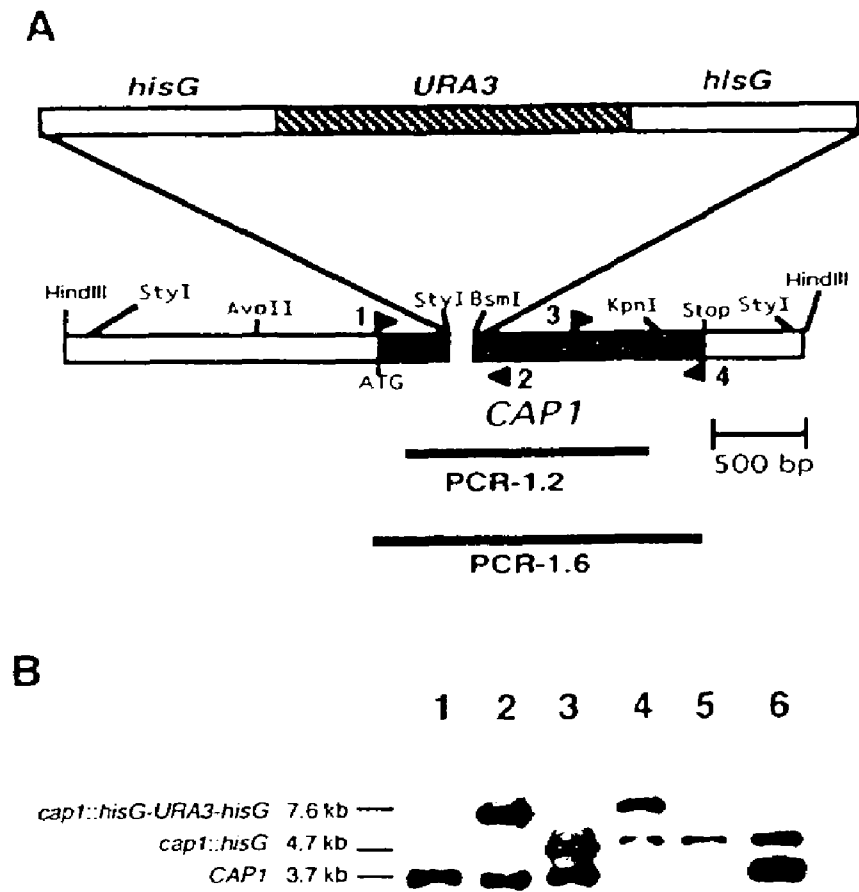 A
hisG URA3 hisG
HindIII StyI AvaII 1 StyI BsmI 3 KpnI Stop StyI HindIII
ATG 2 4
CAP1
500 bp
PCR-1.2
PCR-1.6
B
1 2 3 4 5 6
cap1::hisG-URA3-hisG 7.6 kb
cap1::hisG 4.7 kb
CAP1 3.7 kb